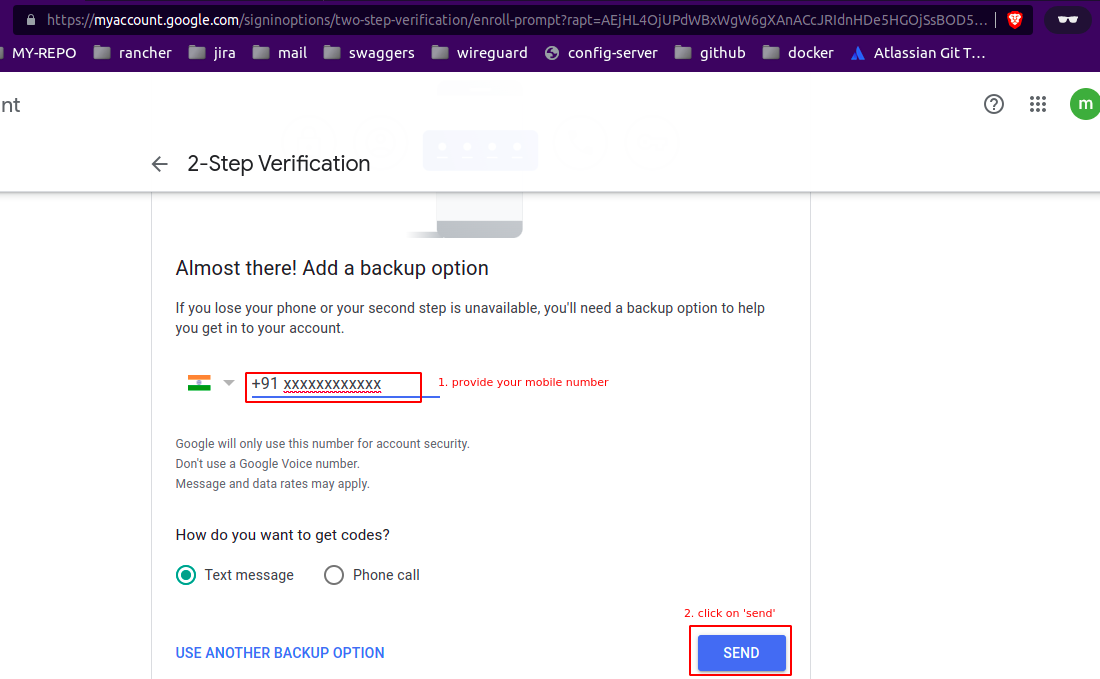 https://myaccount.google.com/signinoptions/two-step-verification/enroll-prompt?rapt=AEjHL4OjUPdWBxWgW6gXAnACcJRIdnHDe5HGOjSsBOD5...
MY-REPO rancher jira mail swaggers wireguard config-server github docker Atlassian Git T...
nt
m
2-Step Verification
Almost there! Add a backup option
If you lose your phone or your second step is unavailable, you'll need a backup option to help
you get in to your account.
+91 xxxxxxxxxxxx 1. provide your mobile number
Google will only use this number for account security.
Don't use a Google Voice number.
Message and data rates may apply.
How do you want to get codes?
Text message Phone call
2. click on 'send'
USE ANOTHER BACKUP OPTION SEND